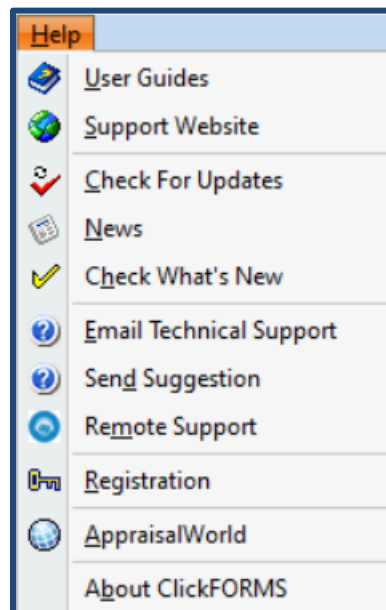 Help
User Guides
Support Website
Check For Updates
News
Check What's New
Email Technical Support
Send Suggestion
Remote Support
Registration
AppraisalWorld
About ClickFORMS